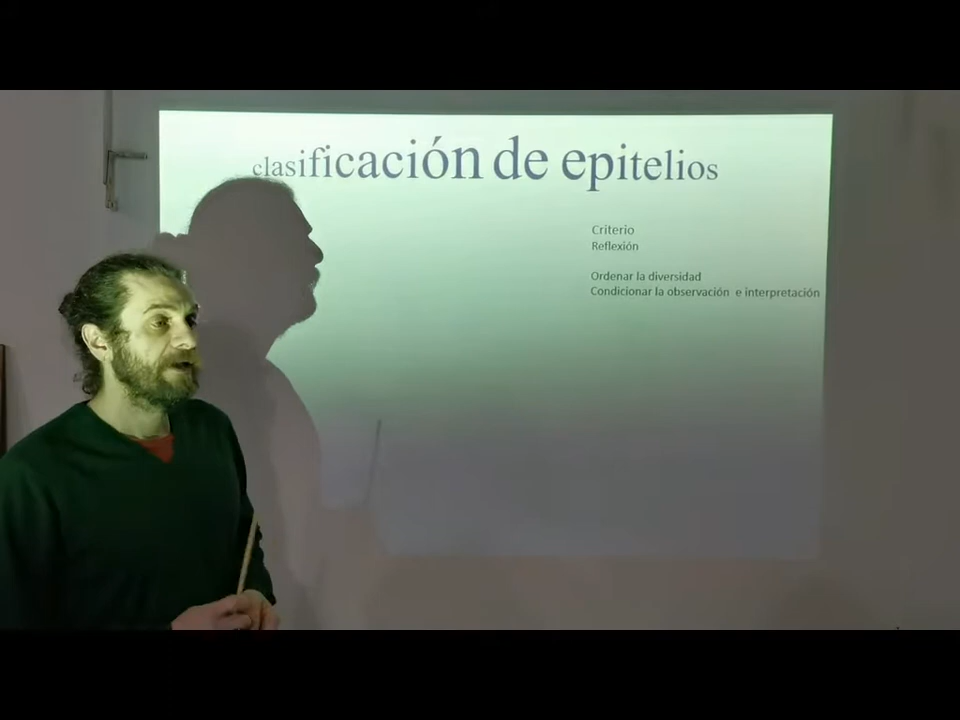 clasificación de epitelios
Criterio
Reflexión
Ordenar la diversidad
Condicionar la observación e interpretación